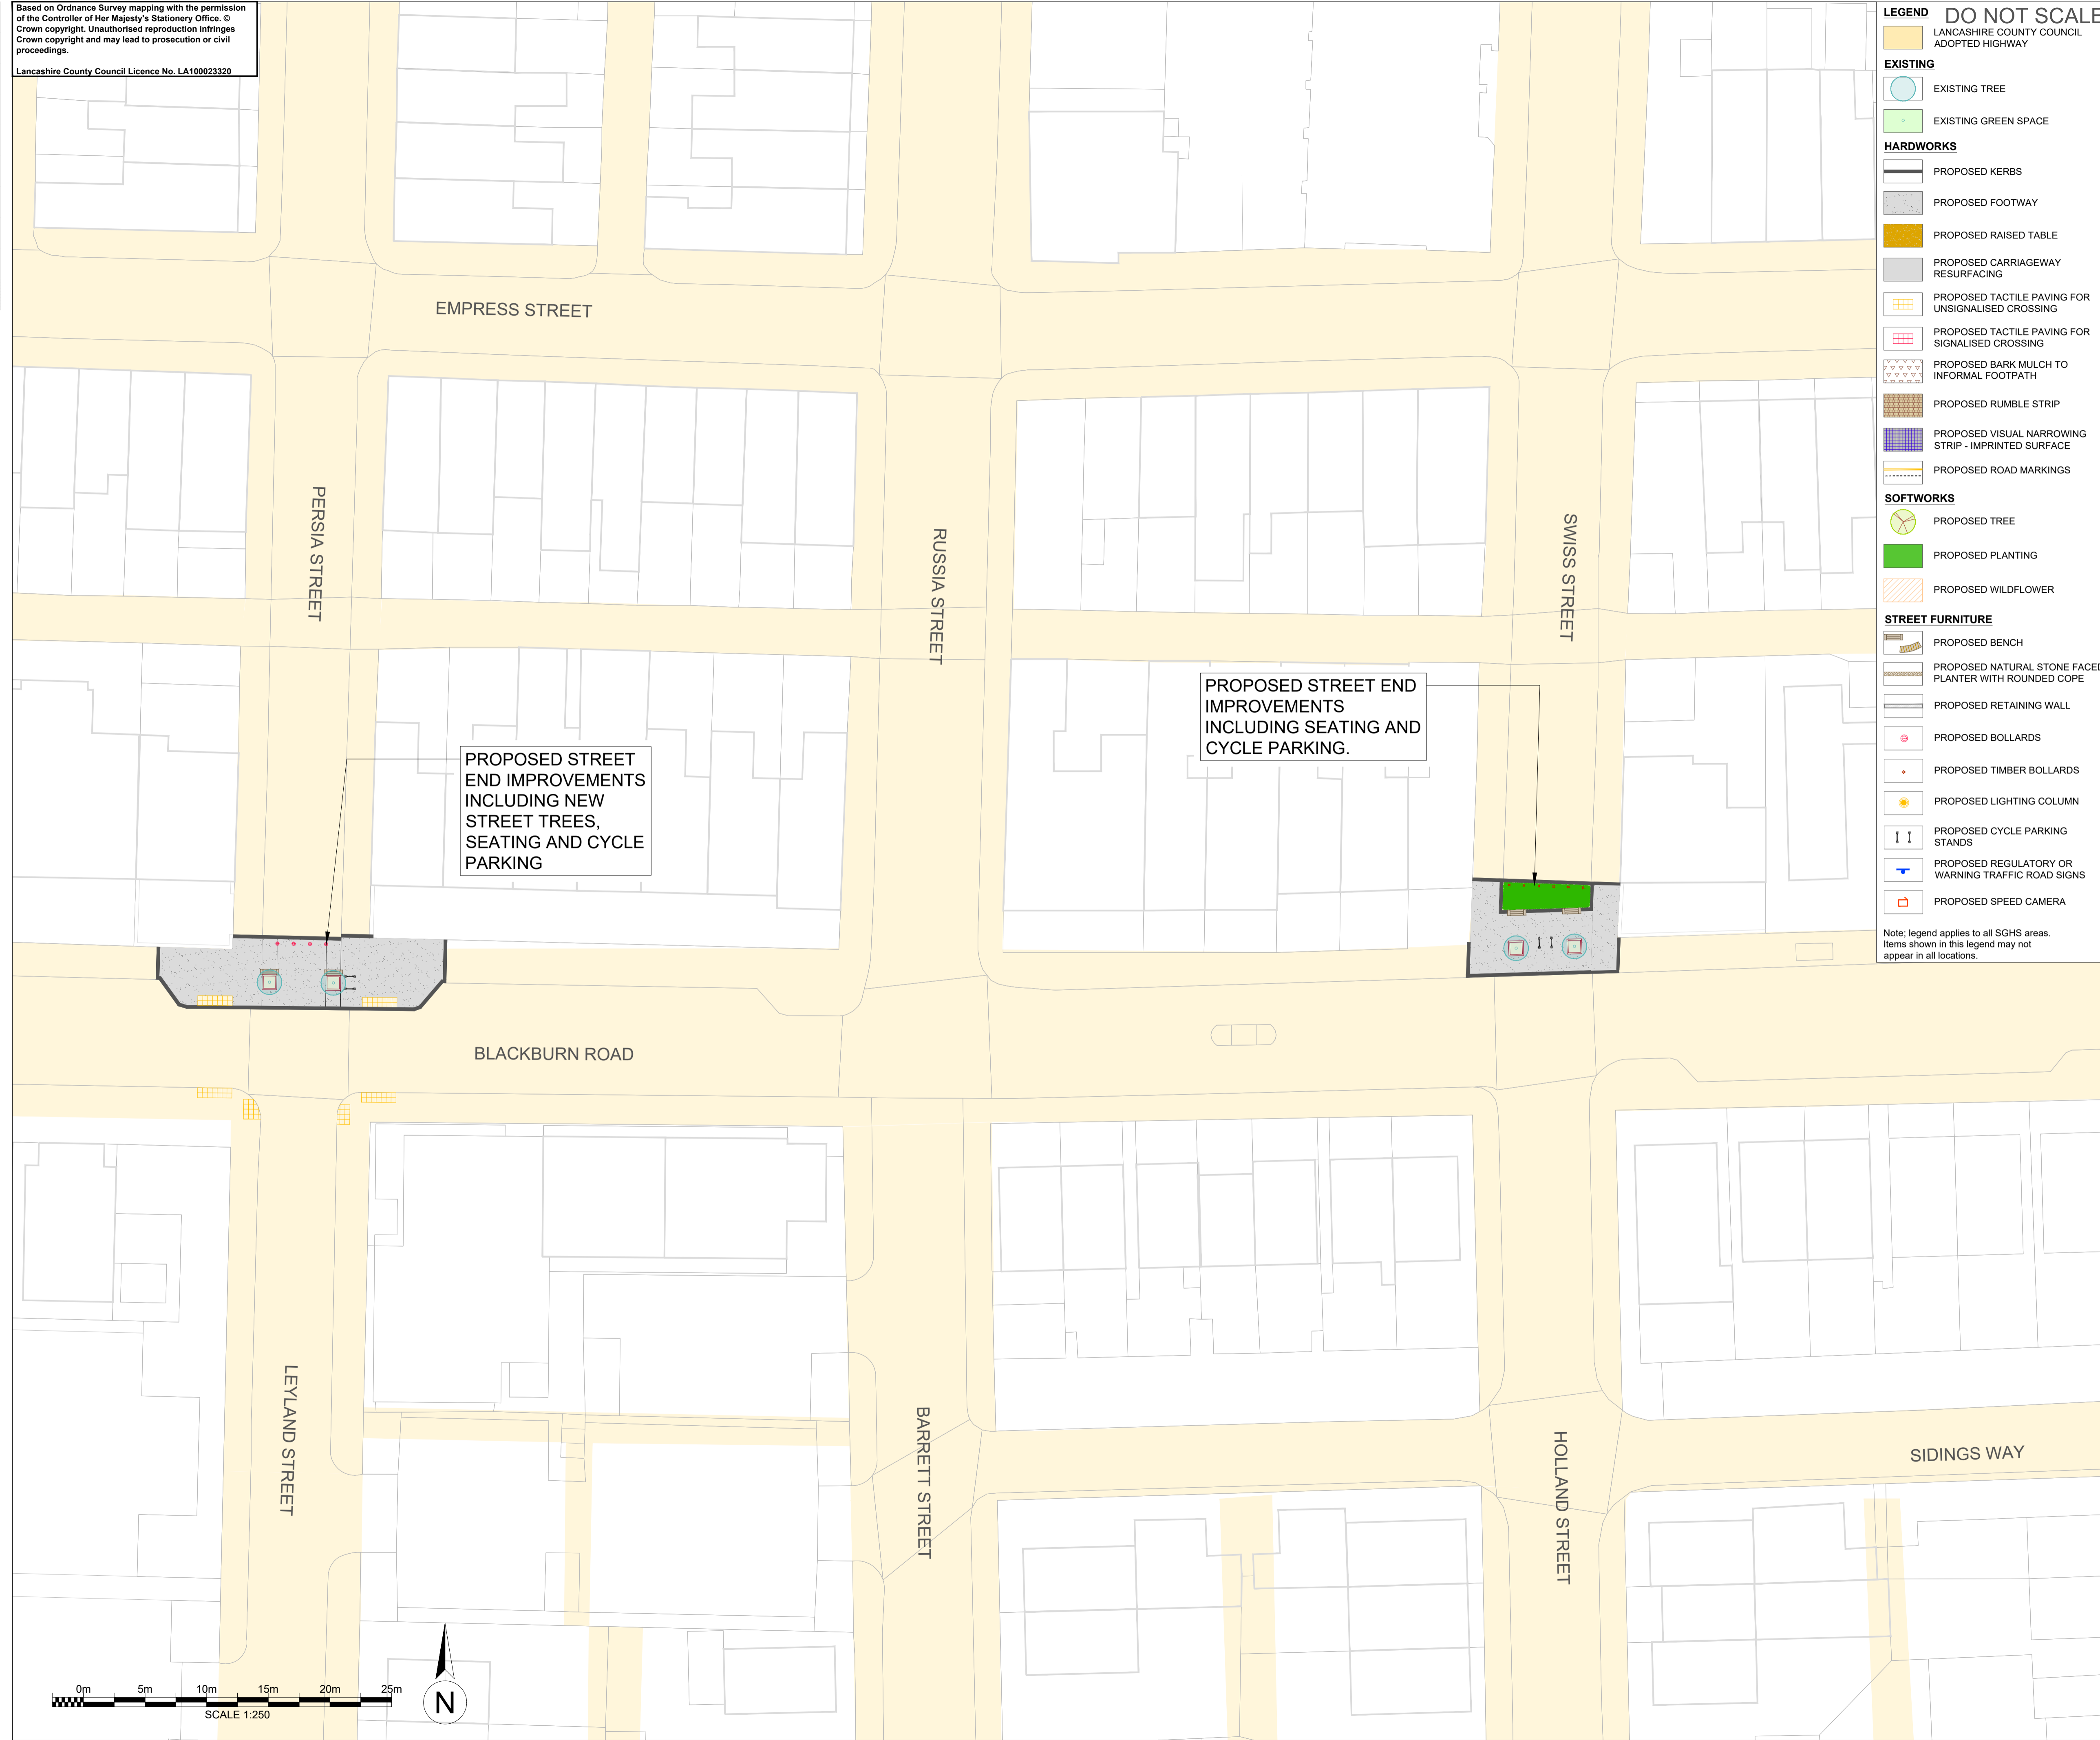 Based on Ordnance Survey mapping with the permission
of the Controller of Her Majesty's Stationery Office. ©
Crown copyright. Unauthorised reproduction infringes
Crown copyright and may lead to prosecution or civil
proceedings.
Lancashire County Council Licence No. LA100023320
LEGEND
DO NOT SCALE
LANCASHIRE COUNTY COUNCIL
ADOPTED HIGHWAY
EXISTING
EXISTING TREE
EXISTING GREEN SPACE
HARDWORKS
PROPOSED KERBS
PROPOSED FOOTWAY
PROPOSED RAISED TABLE
PROPOSED CARRIAGEWAY
RESURFACING
PROPOSED TACTILE PAVING FOR
UNSIGNALISED CROSSING
PROPOSED TACTILE PAVING FOR
SIGNALISED CROSSING
PROPOSED BARK MULCH TO
INFORMAL FOOTPATH
PROPOSED RUMBLE STRIP
PROPOSED VISUAL NARROWING
STRIP - IMPRINTED SURFACE
PROPOSED ROAD MARKINGS
SOFTWORKS
PROPOSED TREE
PROPOSED PLANTING
PROPOSED WILDFLOWER
STREET FURNITURE
PROPOSED BENCH
PROPOSED NATURAL STONE FACED
PLANTER WITH ROUNDED COPE
PROPOSED RETAINING WALL
PROPOSED BOLLARDS
PROPOSED TIMBER BOLLARDS
PROPOSED LIGHTING COLUMN
PROPOSED CYCLE PARKING
STANDS
PROPOSED REGULATORY OR
WARNING TRAFFIC ROAD SIGNS
PROPOSED SPEED CAMERA
Note; legend applies to all SGHS areas.
Items shown in this legend may not
appear in all locations.
EMPRESS STREET
PERSIA STREET
RUSSIA STREET
SWISS STREET
PROPOSED STREET END
IMPROVEMENTS
INCLUDING SEATING AND
CYCLE PARKING.
PROPOSED STREET
END IMPROVEMENTS
INCLUDING NEW
STREET TREES,
SEATING AND CYCLE
PARKING
BLACKBURN ROAD
LEYLAND STREET
BARRETT STREET
HOLLAND STREET
SIDINGS WAY
0m 5m 10m 15m 20m 25m
SCALE 1:250
N